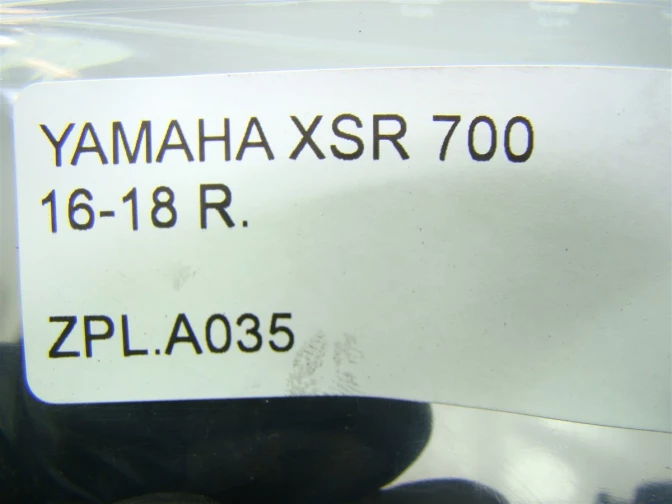 YAMAHA XSR 700
16-18 R.
ZPL.A035